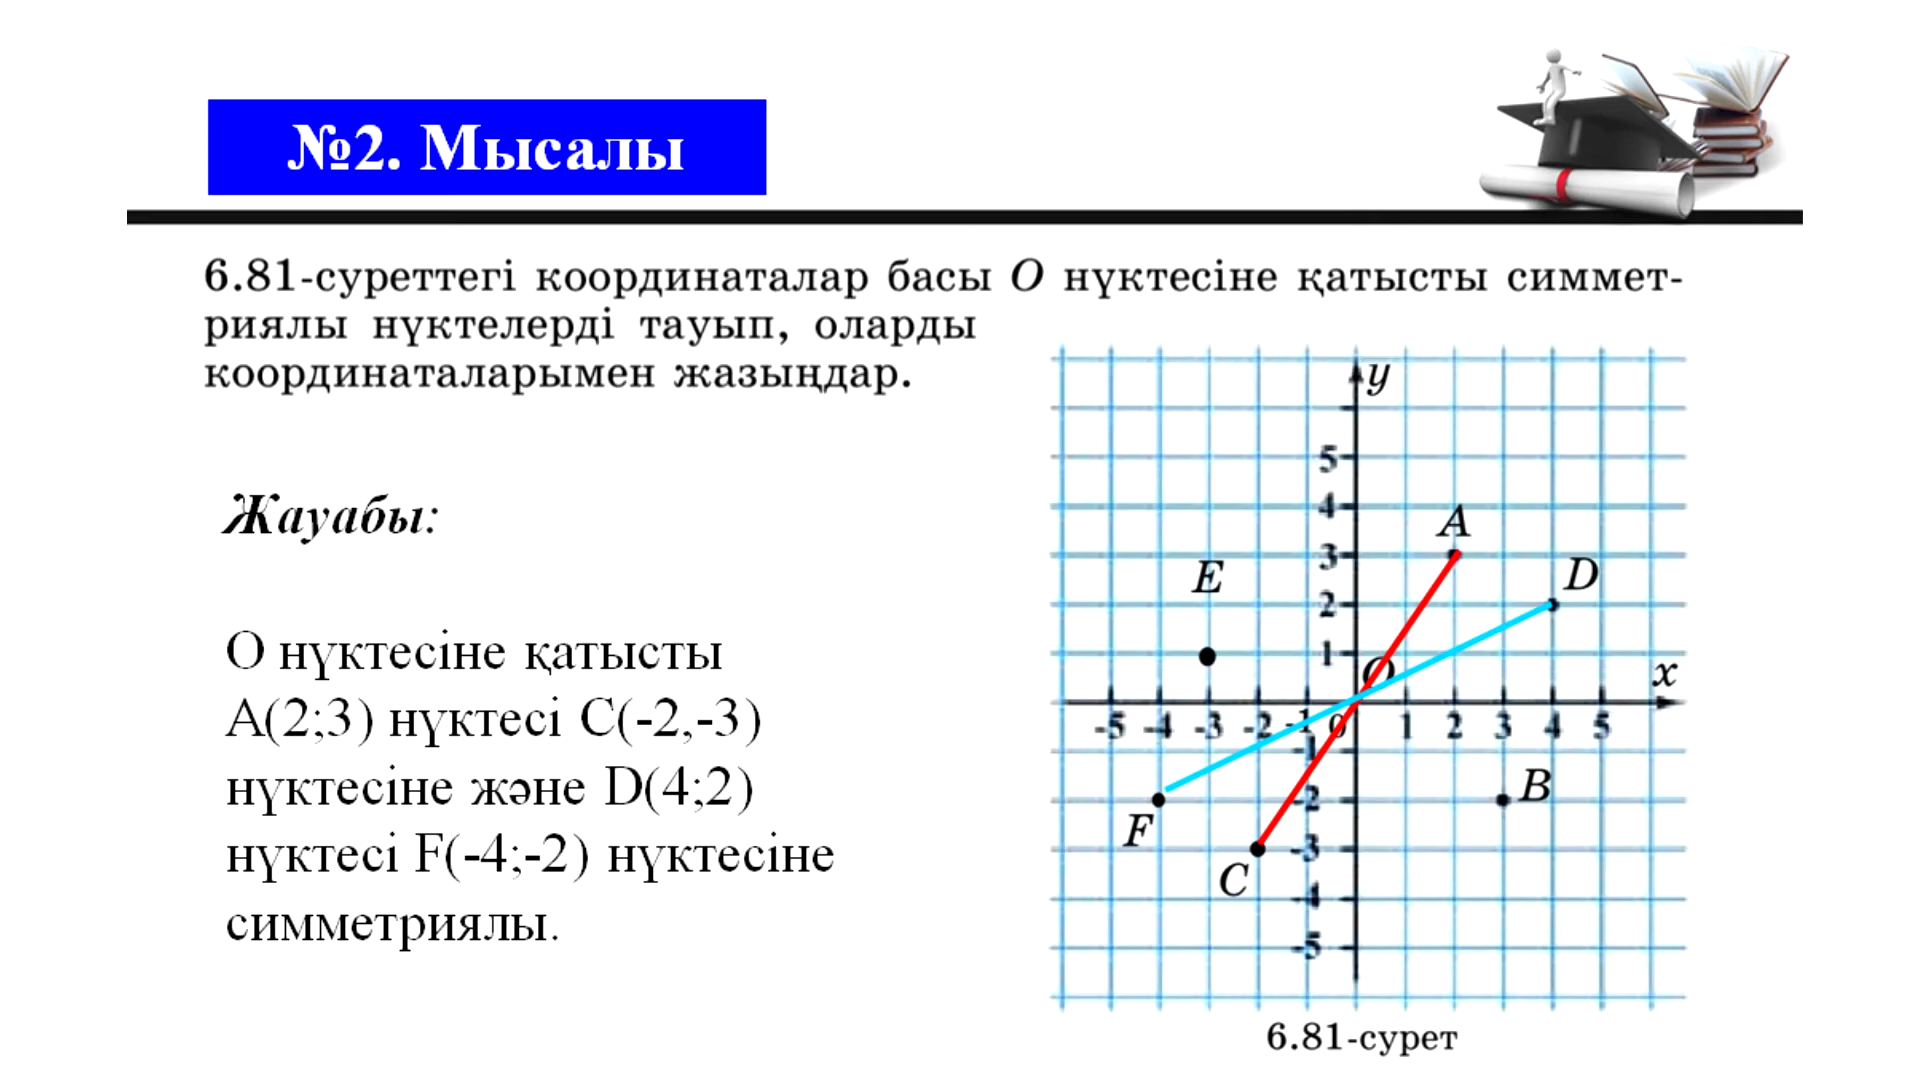 №2. Мысалы
6.81-суреттегі координаталар басы O нүктесіне қатысты симмет-
риялы нүктелерді тауып, оларды
координаталарымен жазыңдар.
Жауабы:
О нүктесіне қатысты
А(2;3) нүктесі С(-2,-3)
нүктесіне және D(4;2)
нүктесі F(-4;-2) нүктесіне
симметриялы.
y
5
4
A
3
E
D
2
1
O
x
-5 -4 -3 -2 -1 0 1 2 3 4 5
-1
-2
B
F
-3
C
-4
-5
6.81-сурет